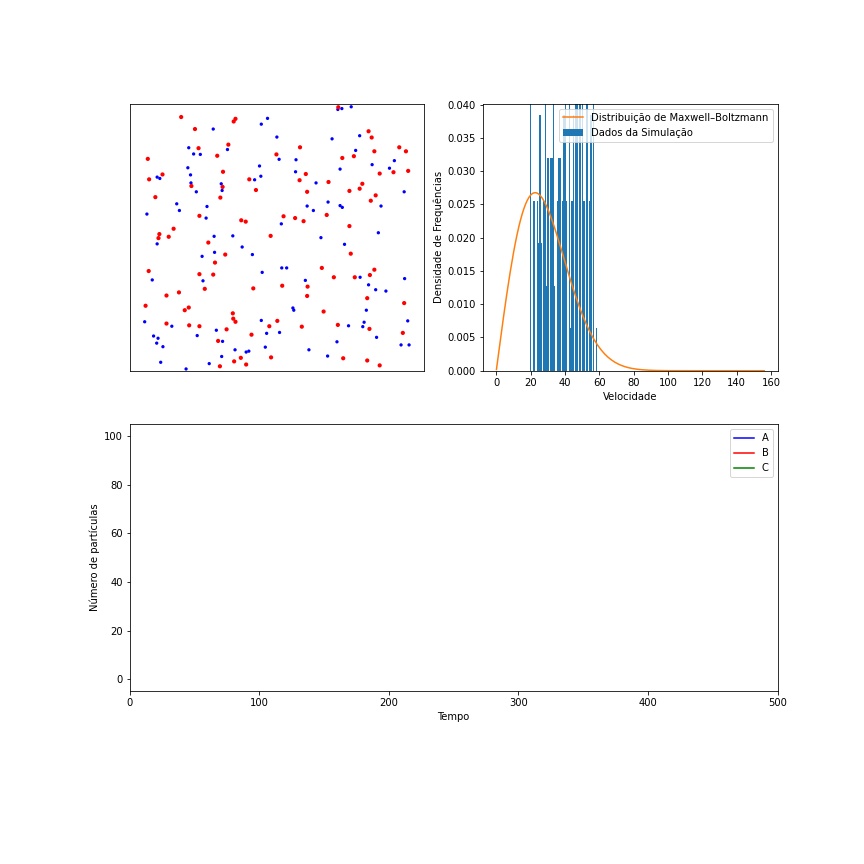 0.040
0.035
0.030
0.025
0.020
0.015
0.010
0.005
0.000
Densidade de Frequências
Distribuição de Maxwell–Boltzmann
Dados da Simulação
0 20 40 60 80 100 120 140 160
Velocidade
100
80
60
40
20
0
Número de partículas
A
B
C
0 100 200 300 400 500
Tempo